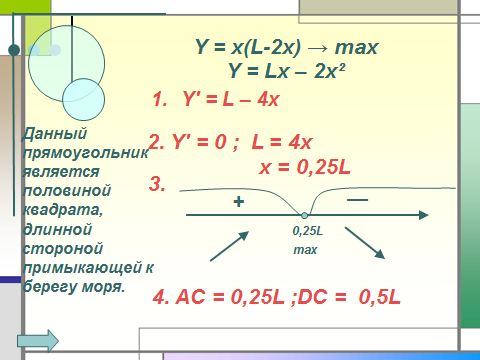 Y = x(L-2x) → max
Y = Lx – 2x²
1. Y' = L – 4x
2. Y' = 0 ; L = 4x
x = 0,25L
3.
+ —
0,25L
max
4. AC = 0,25L ;DC = 0,5L
Данный
прямоугольник
является
половиной
квадрата,
длинной
стороной
примыкающей к
берегу моря.